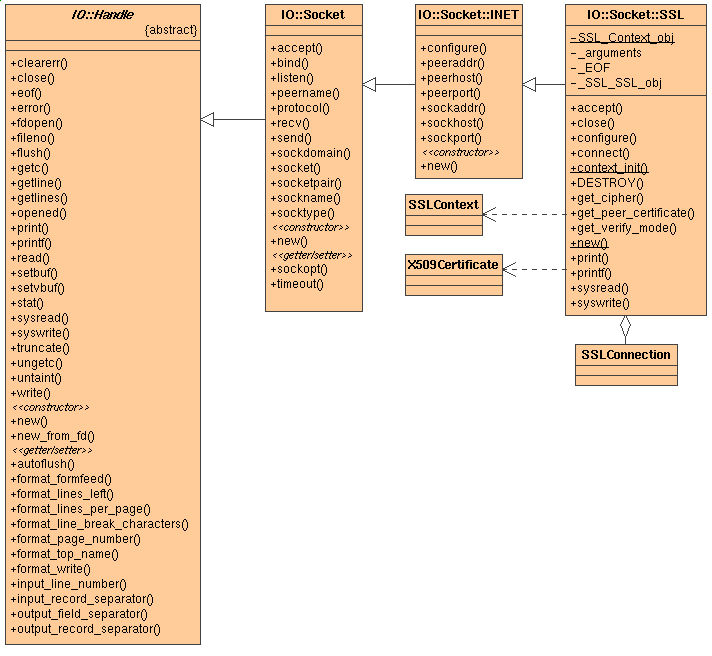 IO::Handle
{abstract}
+clearerr()
+close()
+eof()
+error()
+fdopen()
+fileno()
+flush()
+getc()
+getline()
+getlines()
+opened()
+print()
+printf()
+read()
+setbuf()
+setvbuf()
+stat()
+sysread()
+syswrite()
+truncate()
+ungetc()
+untaint()
+write()
<<constructor>>
+new()
+new_from_fd()
<<getter/setter>>
+autoflush()
+format_formfeed()
+format_lines_left()
+format_lines_per_page()
+format_line_break_characters()
+format_page_number()
+format_top_name()
+format_write()
+input_line_number()
+input_record_separator()
+output_field_separator()
+output_record_separator()
IO::Socket
+accept()
+bind()
+listen()
+peername()
+protocol()
+recv()
+send()
+sockdomain()
+socket()
+socketpair()
+sockname()
+socktype()
<<constructor>>
+new()
<<getter/setter>>
+sockopt()
+timeout()
IO::Socket::INET
+configure()
+peeraddr()
+peerhost()
+peerport()
+sockaddr()
+sockhost()
+sockport()
<<constructor>>
+new()
SSLContext
X509Certificate
IO::Socket::SSL
-SSL_Context_obj
-_arguments
-_EOF
-_SSL_SSL_obj
+accept()
+close()
+configure()
+connect()
+context_init()
+DESTROY()
+get_cipher()
+get_peer_certificate()
+get_verify_mode()
+new()
+print()
+printf()
+sysread()
+syswrite()
SSLConnection